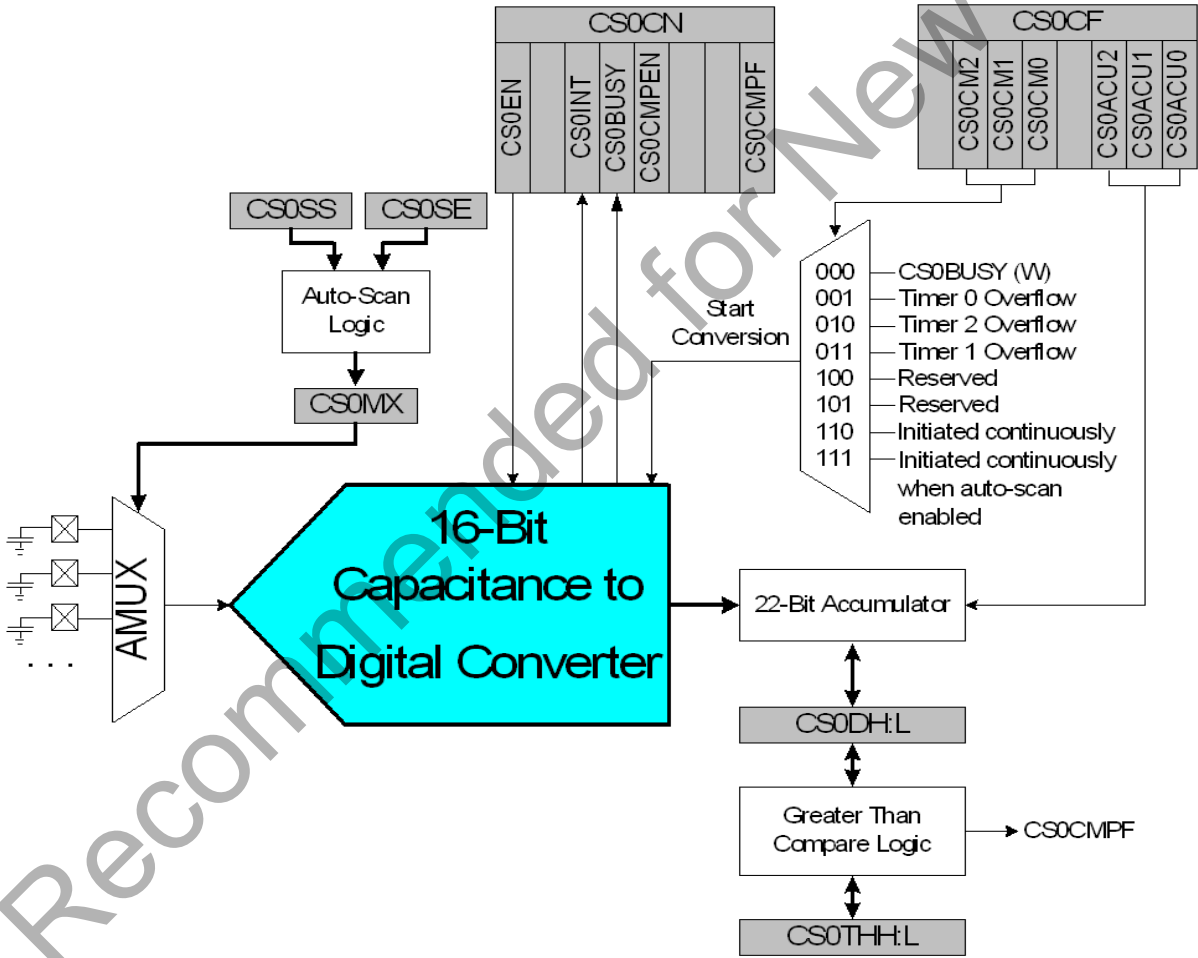 CS0CN
CS0EN
CS0INT
CS0BUSY
CS0CMPEN
CS0CMPF
CS0CF
CS0CM2
CS0CM1
CS0CM0
CS0ACU2
CS0ACU1
CS0ACU0
CS0SS
CS0SE
Auto-Scan
Logic
CS0MX
Start
Conversion
000 CS0BUSY (W)
001 Timer 0 Overflow
010 Timer 2 Overflow
011 Timer 1 Overflow
100 Reserved
101 Reserved
110 Initiated continuously
111 Initiated continuously
when auto-scan
enabled
AMUX
. . .
16-Bit
Capacitance to
Digital Converter
22-Bit Accumulator
CS0DH:L
Greater Than
Compare Logic
CS0CMPF
CS0THH:L
Recommended for New